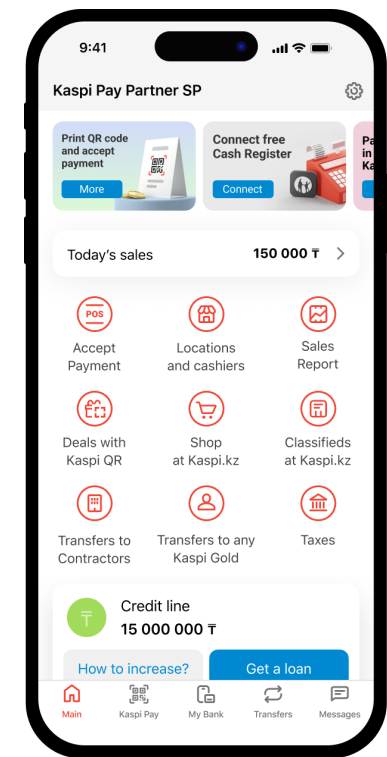 9:41
Kaspi Pay Partner SP
Print QR code
and accept
payment
More
Connect free
Cash Register
Connect
Pa
in
Ka
Today's sales
150 000 ₸
POS
Accept
Payment
Locations
and cashiers
Sales
Report
Deals with
Kaspi QR
Shop
at Kaspi.kz
Classifieds
at Kaspi.kz
Transfers to
Contractors
Transfers to any
Kaspi Gold
Taxes
₸
Credit line
15 000 000 ₸
How to increase?
Get a loan
Main
Kaspi Pay
My Bank
Transfers
Messages